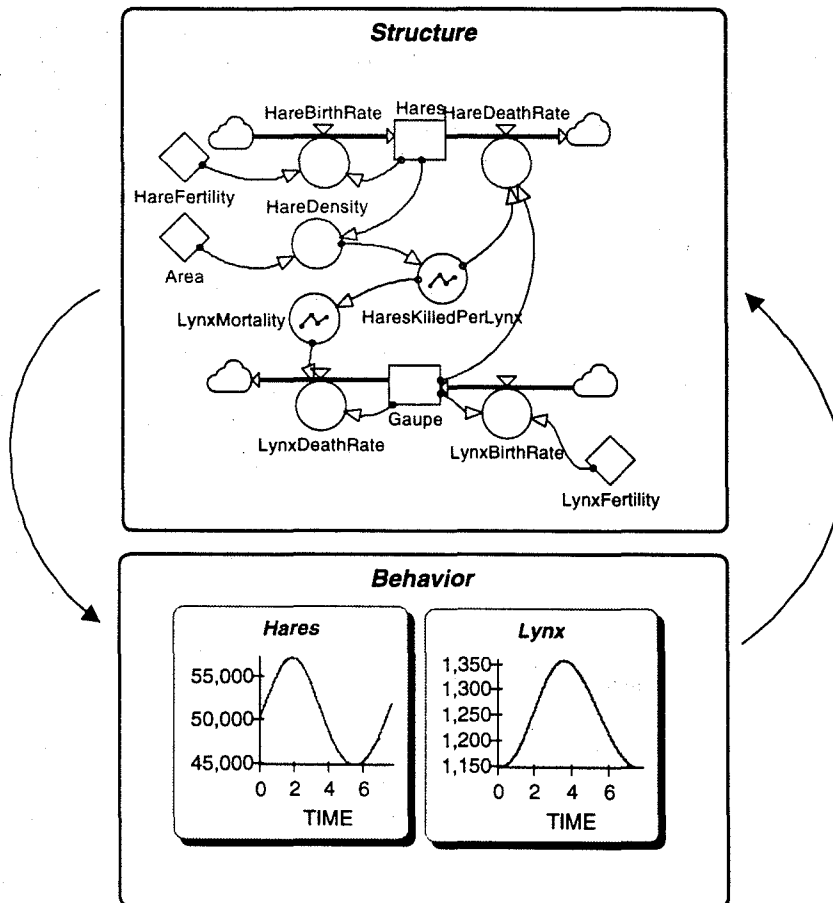 Structure
HareBirthRate
Hares
HareDeathRate
HareFertility
HareDensity
Area
LynxMortality
HaresKilledPerLynx
Gaupe
LynxDeathRate
LynxBirthRate
LynxFertility
Behavior
Hares
55,000
50,000
45,000
0 2 4 6
TIME
Lynx
1,350
1,300
1,250
1,200
1,150
0 2 4 6
TIME